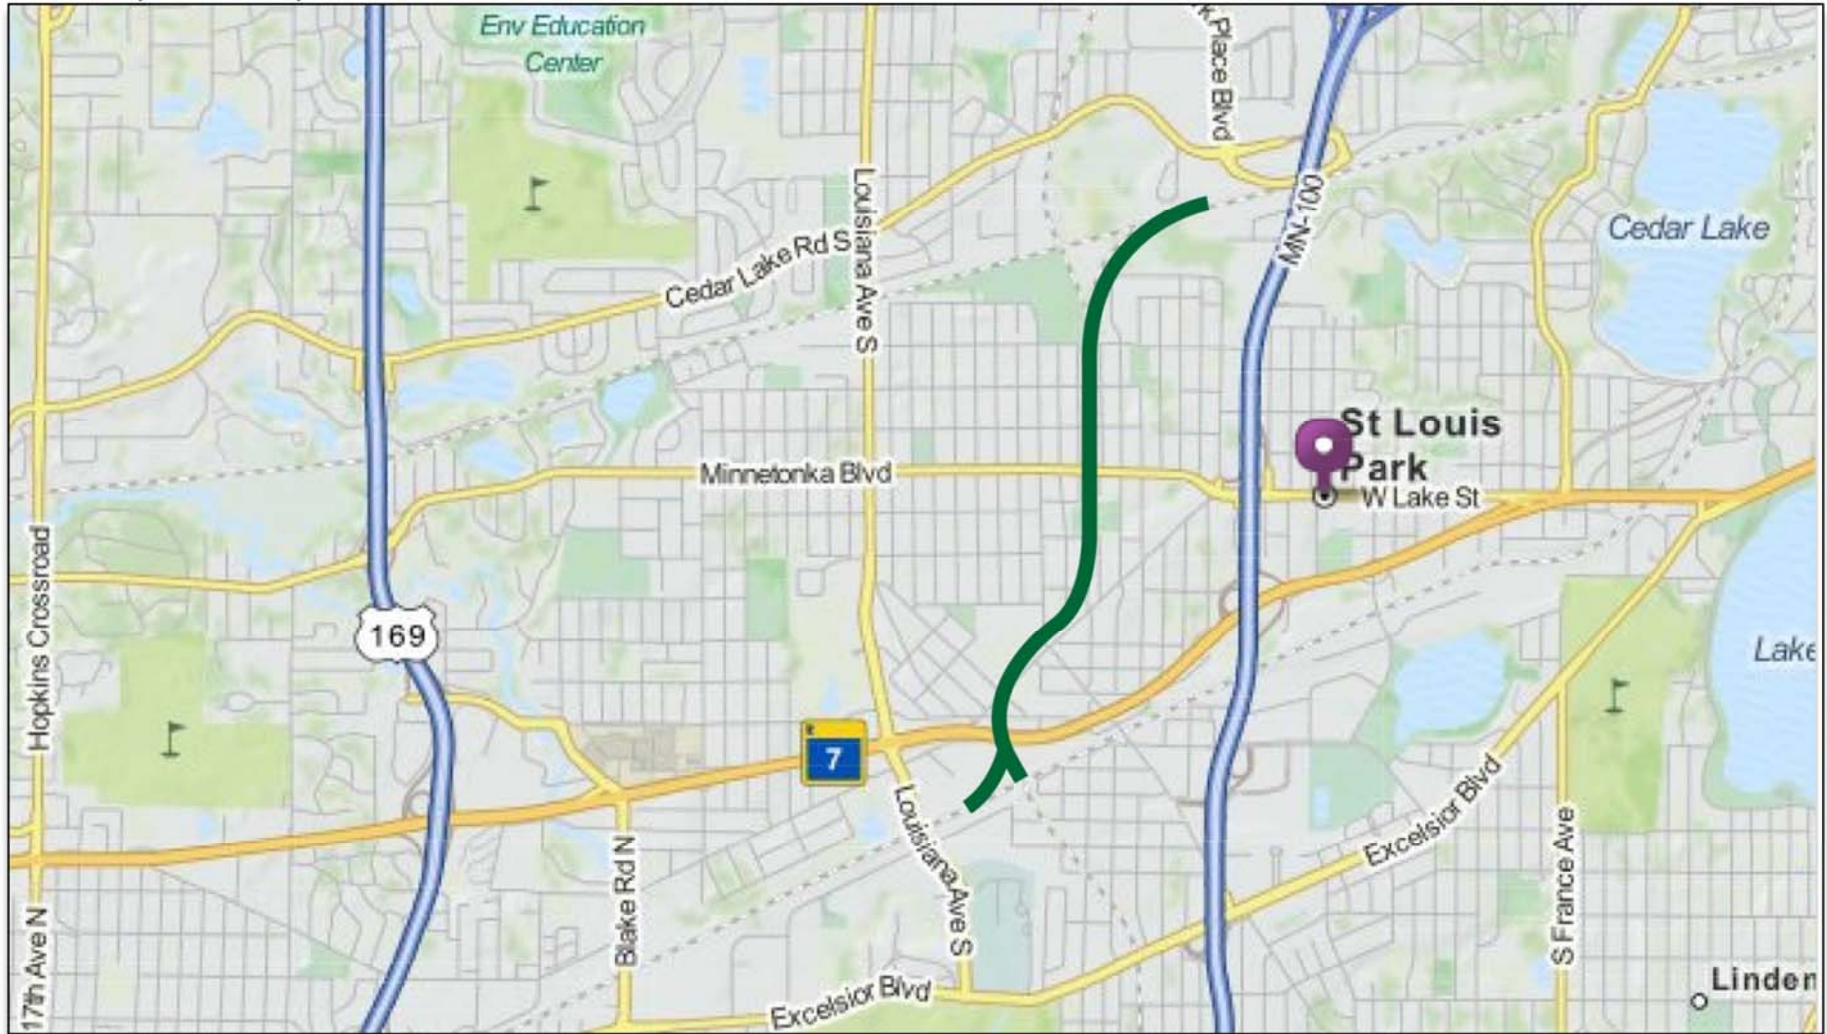 Env Education
Center
k Place Blvd
MN-100
Cedar Lake
Louisiana Ave S
Cedar Lake Rd S
St Louis
Park
W Lake St
Minnetonka Blvd
Hopkins Crossroad
169
Lake
7
Louisiana Ave S
Excelsior Blvd
S France Ave
Blake Rd N
17th Ave N
Excelsior Blvd
Linden